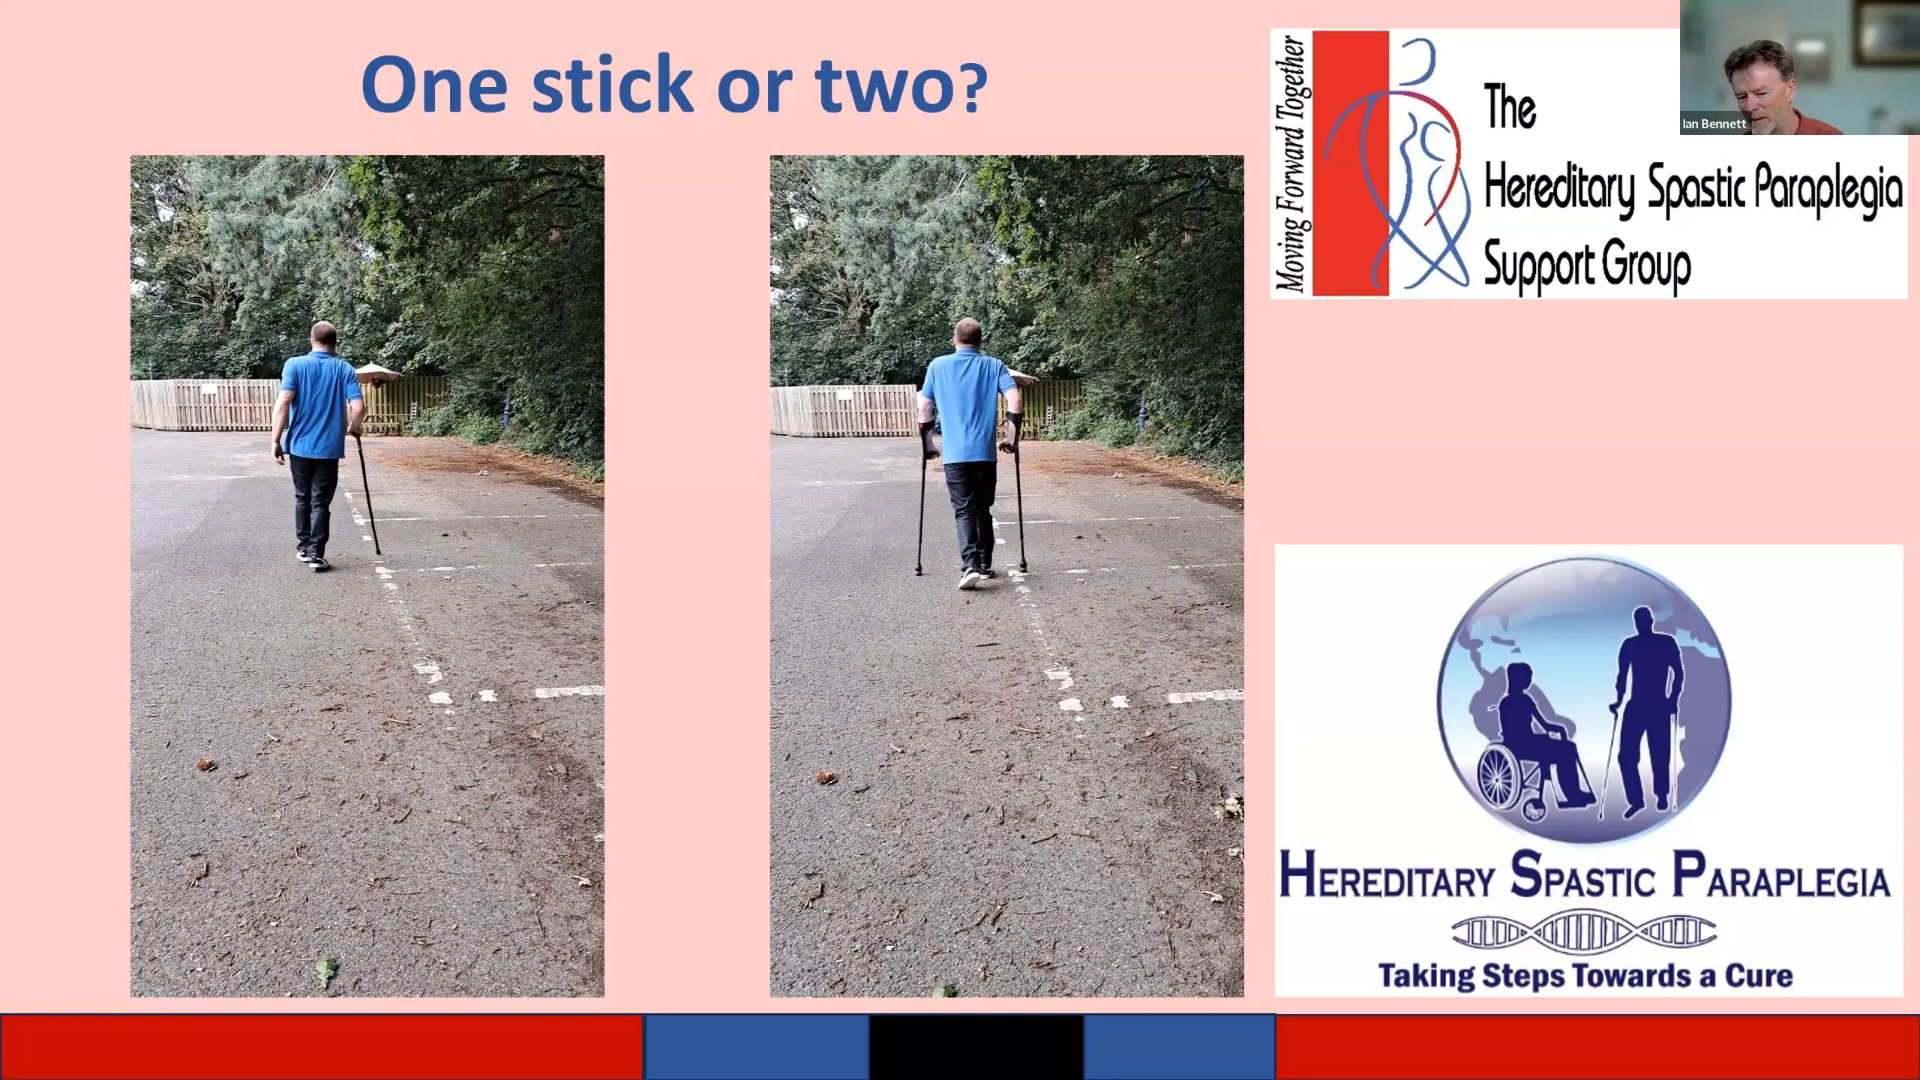 One stick or two?
Moving Forward Together
The
Hereditary Spastic Paraplegia
Support Group
Ian Bennett
HEREDITARY SPASTIC PARAPLEGIA
Taking Steps Towards a Cure